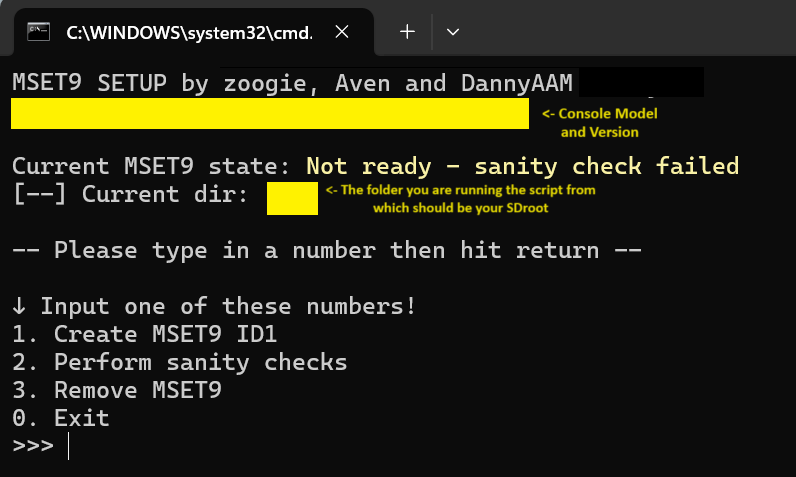 C:\WINDOWS\system32\cmd.
MSET9 SETUP by zoogie, Aven and DannyAAM
<- Console Model
and Version
Current MSET9 state: Not ready – sanity check failed
[--] Current dir:
<- The folder you are running the script from
which should be your SDroot
-- Please type in a number then hit return --
↓ Input one of these numbers!
1. Create MSET9 ID1
2. Perform sanity checks
3. Remove MSET9
0. Exit
>>>